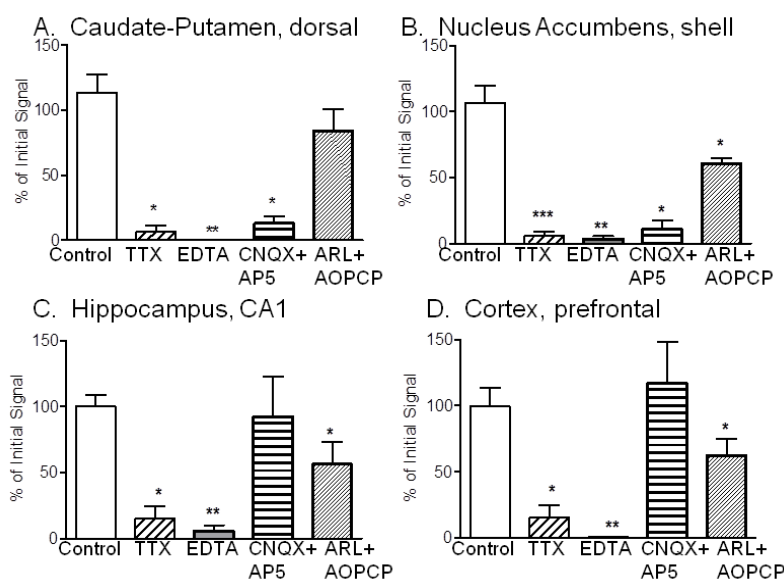 A. Caudate-Putamen, dorsal
% of Initial Signal
150
100
50
0
*
**
*
Control TTX EDTA CNQX+ ARL+
AP5 AOPCP
B. Nucleus Accumbens, shell
% of Initial Signal
150
100
50
0
***
**
*
*
Control TTX EDTA CNQX+ ARL+
AP5 AOPCP
C. Hippocampus, CA1
% of Initial Signal
150
100
50
0
*
**
*
Control TTX EDTA CNQX+ ARL+
AP5 AOPCP
D. Cortex, prefrontal
% of Initial Signal
150
100
50
0
*
**
*
Control TTX EDTA CNQX+ ARL+
AP5 AOPCP